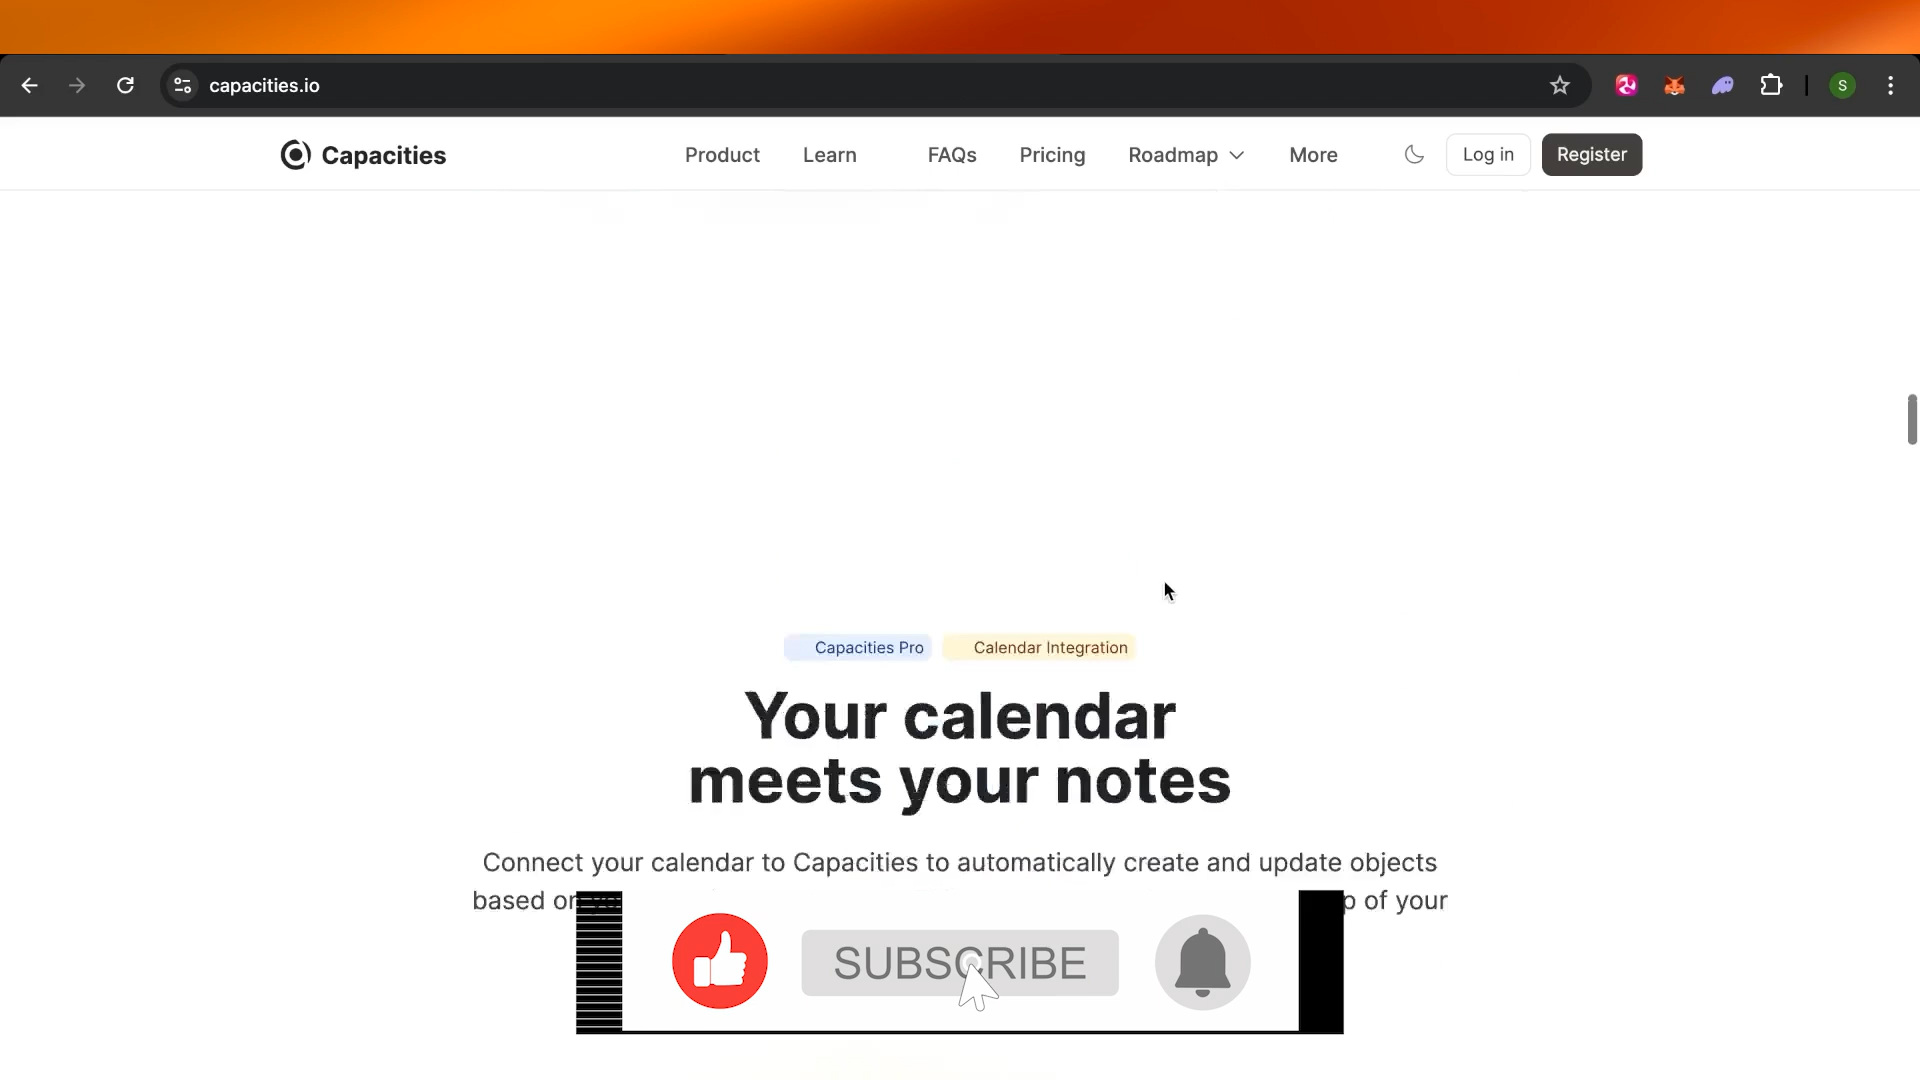 capacities.io
S
Capacities
Product
Learn
FAQs
Pricing
Roadmap
More
Log in
Register
Capacities Pro
Calendar Integration
Your calendar
meets your notes
Connect your calendar to Capacities to automatically create and update objects
based on
of your
SUBSCRIBE